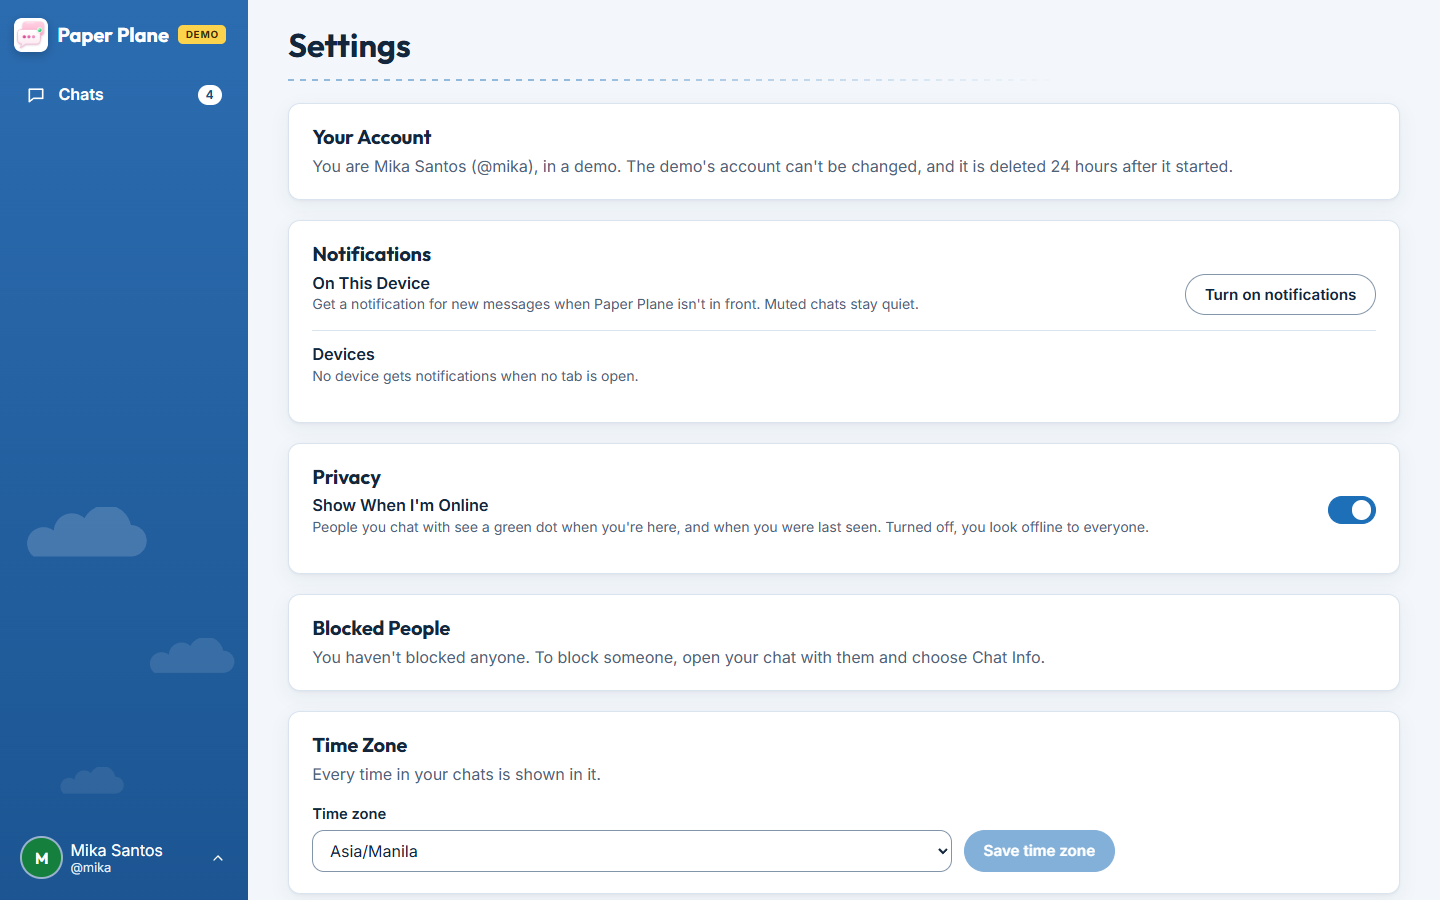 Paper Plane DEMO
Chats 4
Settings
Your Account
You are Mika Santos (@mika), in a demo. The demo's account can't be changed, and it is deleted 24 hours after it started.
Notifications
On This Device
Get a notification for new messages when Paper Plane isn't in front. Muted chats stay quiet.
Turn on notifications
Devices
No device gets notifications when no tab is open.
Privacy
Show When I'm Online
People you chat with see a green dot when you're here, and when you were last seen. Turned off, you look offline to everyone.
Blocked People
You haven't blocked anyone. To block someone, open your chat with them and choose Chat Info.
Time Zone
Every time in your chats is shown in it.
Time zone
Asia/Manila
Save time zone
M
Mika Santos
@mika